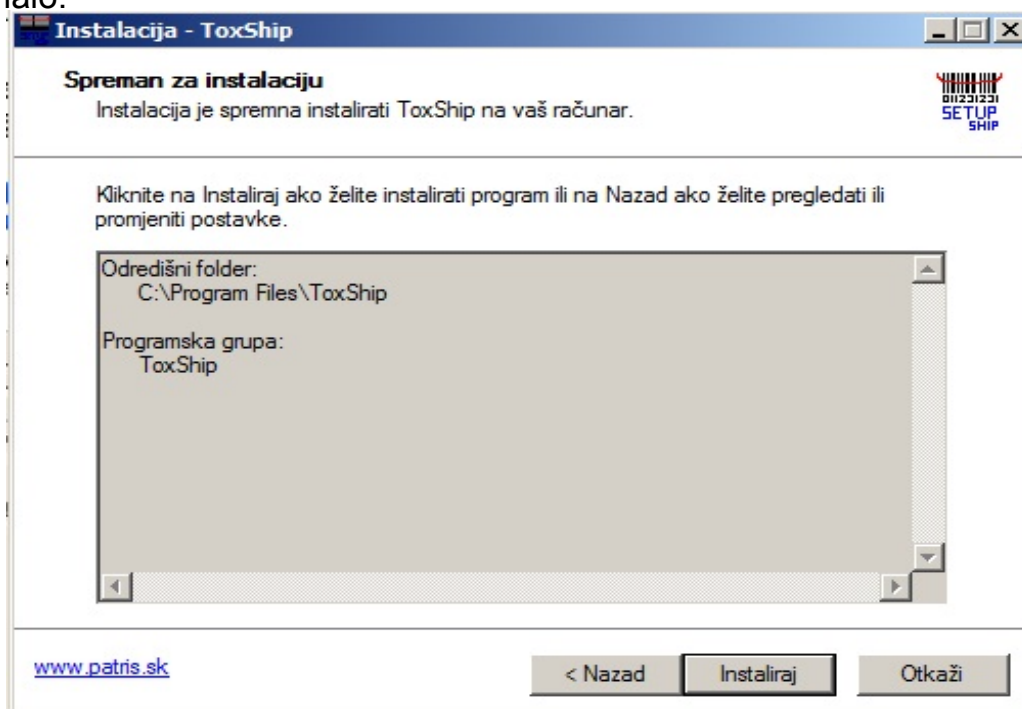 Instalacija - ToxShip
Spreman za instalaciju
Instalacija je spremna instalirati ToxShip na vaš računar.
011231231
SETUP
SHIP
Kliknite na Instaliraj ako želite instalirati program ili na Nazad ako želite pregledati ili
promjeniti postavke.
Odredišni folder:
C:\Program Files\ToxShip
Programska grupa:
ToxShip
www.patris.sk
< Nazad
Instaliraj
Otkaži